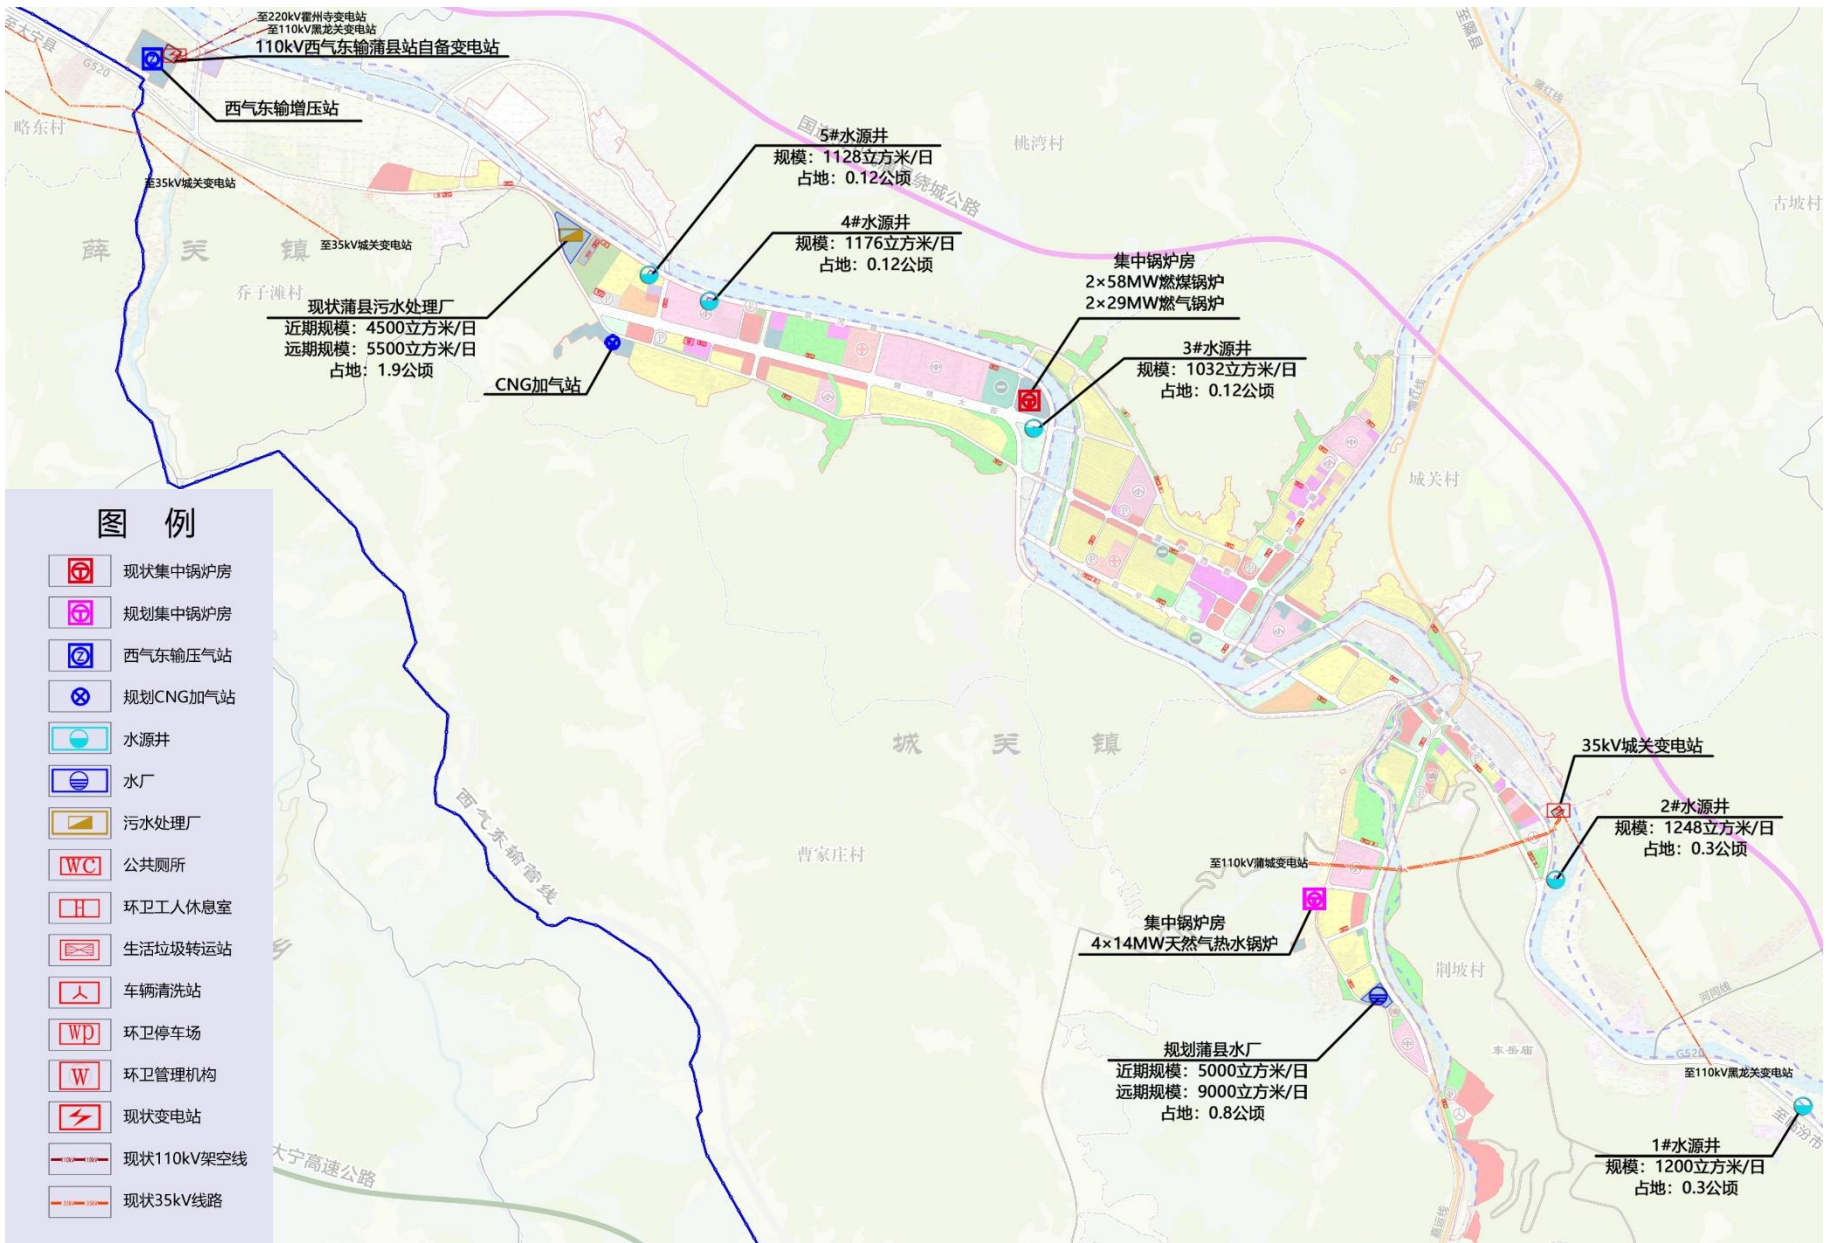 至220kV霍州寺变电站
至110kV黑龙关变电站
110kV西气东输蒲县站自备变电站
至大宁县
G520
西气东输增压站
略东村
至35kV城关变电站
至35kV城关变电站
薛关镇
乔子滩村
5#水源井
规模：1128立方米/日
占地：0.12公顷
4#水源井
规模：1176立方米/日
占地：0.12公顷
桃湾村
绕城公路
至隰县
蒲红线
古坡村
集中锅炉房
2×58MW燃煤锅炉
2×29MW燃气锅炉
3#水源井
规模：1032立方米/日
占地：0.12公顷
现状蒲县污水处理厂
近期规模：4500立方米/日
远期规模：5500立方米/日
占地：1.9公顷
CNG加气站
蒲红线
城关村
城关镇
西气东输管线
曹家庄村
35kV城关变电站
2#水源井
规模：1248立方米/日
占地：0.3公顷
至110kV蒲城变电站
集中锅炉房
4×14MW天然气热水锅炉
荆坡村
河同线
东岳庙
G520
规划蒲县水厂
近期规模：5000立方米/日
远期规模：9000立方米/日
占地：0.8公顷
至110kV黑龙关变电站
至临汾市
1#水源井
规模：1200立方米/日
占地：0.3公顷
大宁高速公路
乡
图 例
现状集中锅炉房
规划集中锅炉房
Z 西气东输压气站
规划CNG加气站
水源井
水厂
污水处理厂
WC 公共厕所
环卫工人休息室
生活垃圾转运站
车辆清洗站
WP 环卫停车场
W 环卫管理机构
现状变电站
现状110kV架空线
现状35kV线路